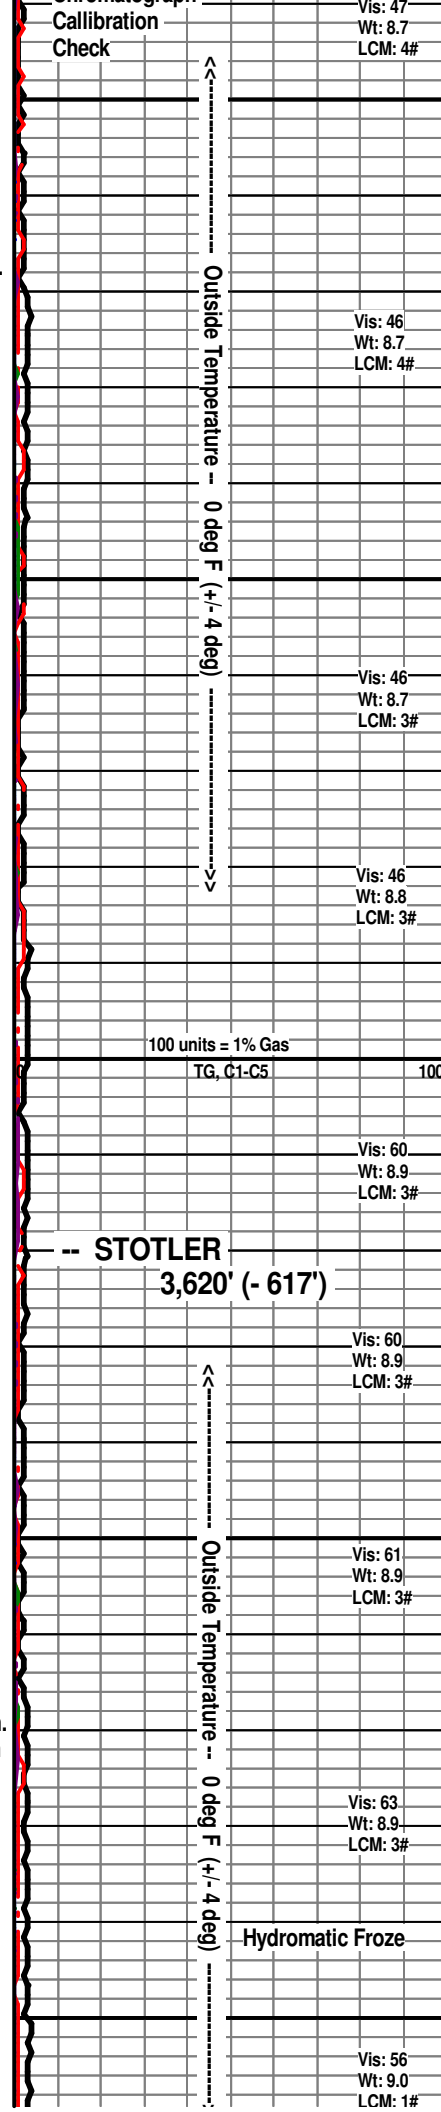 Callibration
Check
Vis: 47
Wt: 8.7
LCM: 4#
<<-------------- Outside Temperature -- 0 deg F (+/- 4 deg) -------------->>
Vis: 46
Wt: 8.7
LCM: 4#
Vis: 46
Wt: 8.7
LCM: 3#
Vis: 46
Wt: 8.8
LCM: 3#
100 units = 1% Gas
TG, C1-C5
100
Vis: 60
Wt: 8.9
LCM: 3#
-- STOTLER
3,620' (- 617')
Vis: 60
Wt: 8.9
LCM: 3#
<<-------------- Outside Temperature -- 0 deg F (+/- 4 deg) -------------->
Vis: 61
Wt: 8.9
LCM: 3#
Vis: 63
Wt: 8.9
LCM: 3#
Hydromatic Froze
Vis: 56
Wt: 9.0
LCM: 1#